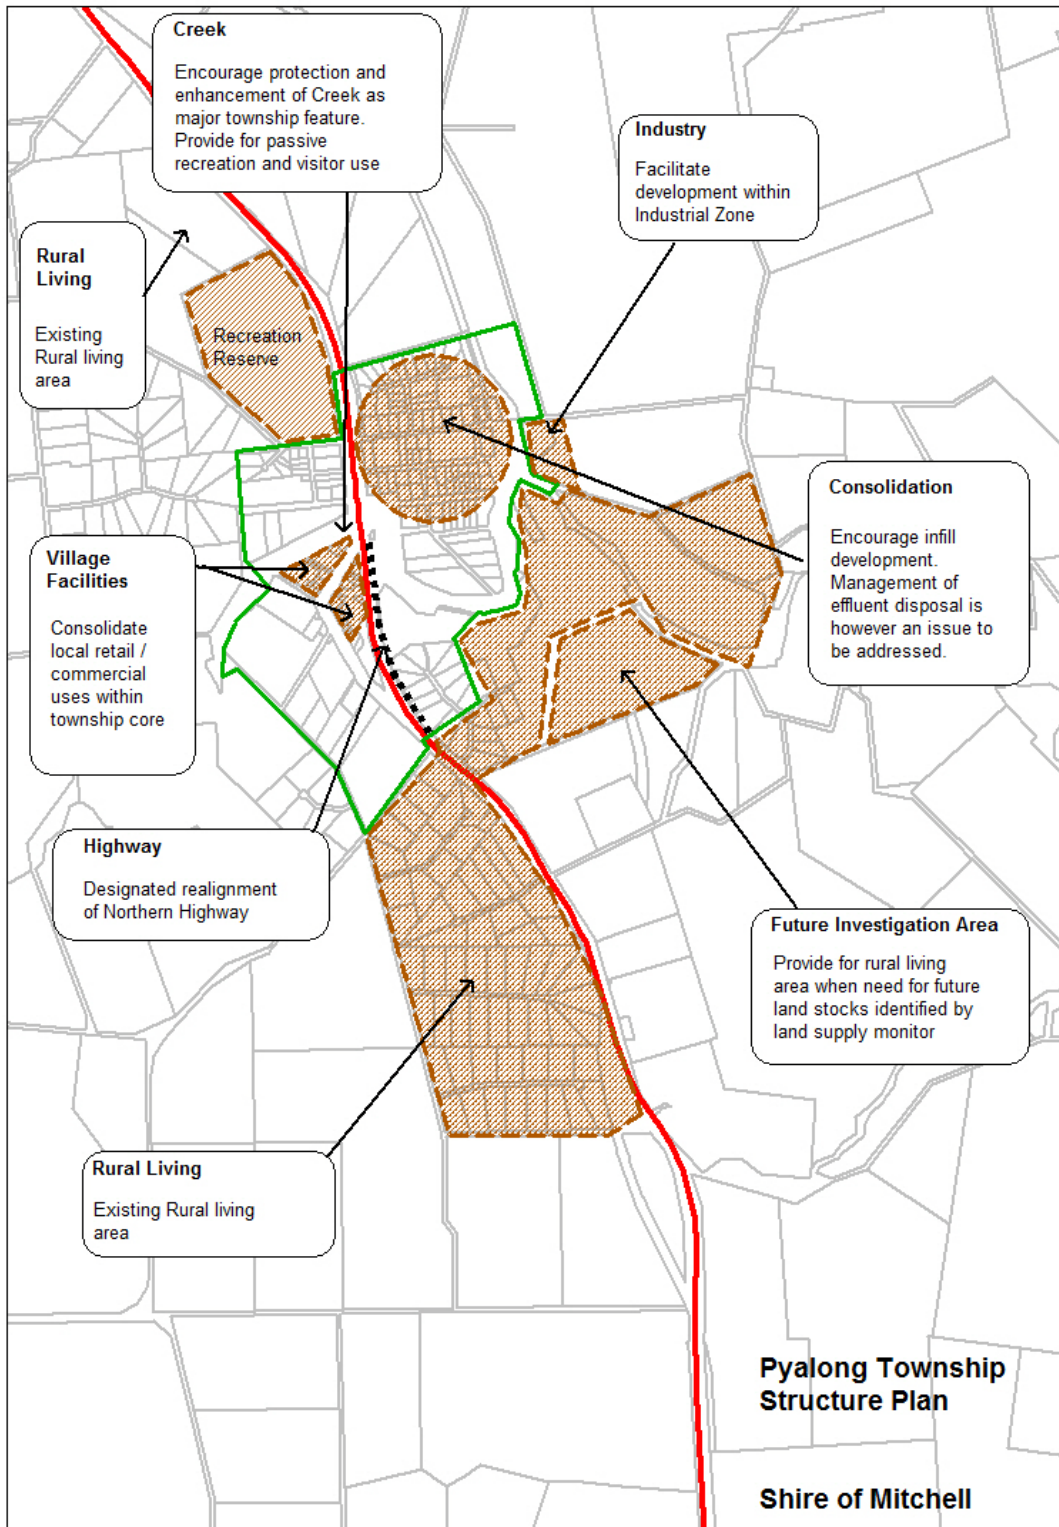 Creek
Encourage protection and
enhancement of Creek as
major township feature.
Provide for passive
recreation and visitor use
Industry
Facilitate
development within
Industrial Zone
Rural
Living
Existing
Rural living
area
Recreation
Reserve
Consolidation
Encourage infill
development.
Management of
effluent disposal is
however an issue to
be addressed.
Village
Facilities
Consolidate
local retail /
commercial
uses within
township core
Highway
Designated realignment
of Northern Highway
Future Investigation Area
Provide for rural living
area when need for future
land stocks identified by
land supply monitor
Rural Living
Existing Rural living
area
Pyalong Township
Structure Plan
Shire of Mitchell